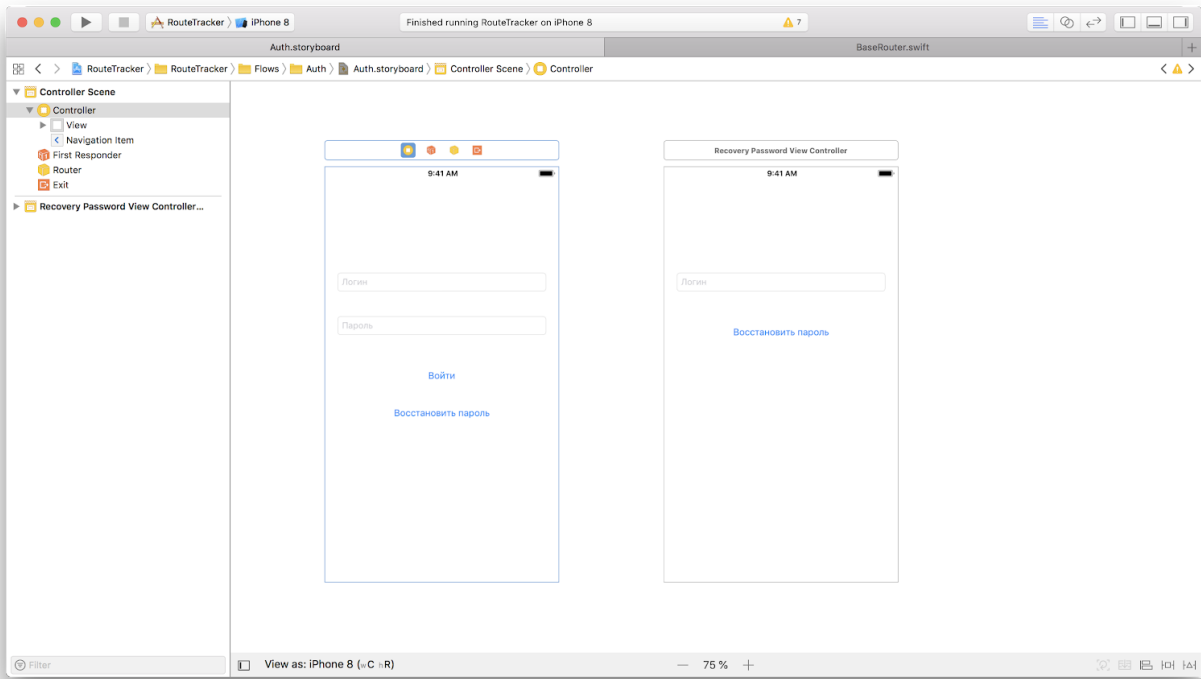 RouteTracker 〉 iPhone 8
Finished running RouteTracker on iPhone 8
7
Auth.storyboard
BaseRouter.swift
RouteTracker 〉 RouteTracker 〉 Flows 〉 Auth 〉 Auth.storyboard 〉 Controller Scene 〉 Controller
Controller Scene
Controller
View
Navigation Item
First Responder
Router
Exit
Recovery Password View Controller...
9:41 AM
Логин
Пароль
Войти
Восстановить пароль
Recovery Password View Controller
9:41 AM
Логин
Восстановить пароль
Filter
View as: iPhone 8 (wC hR)
75 %